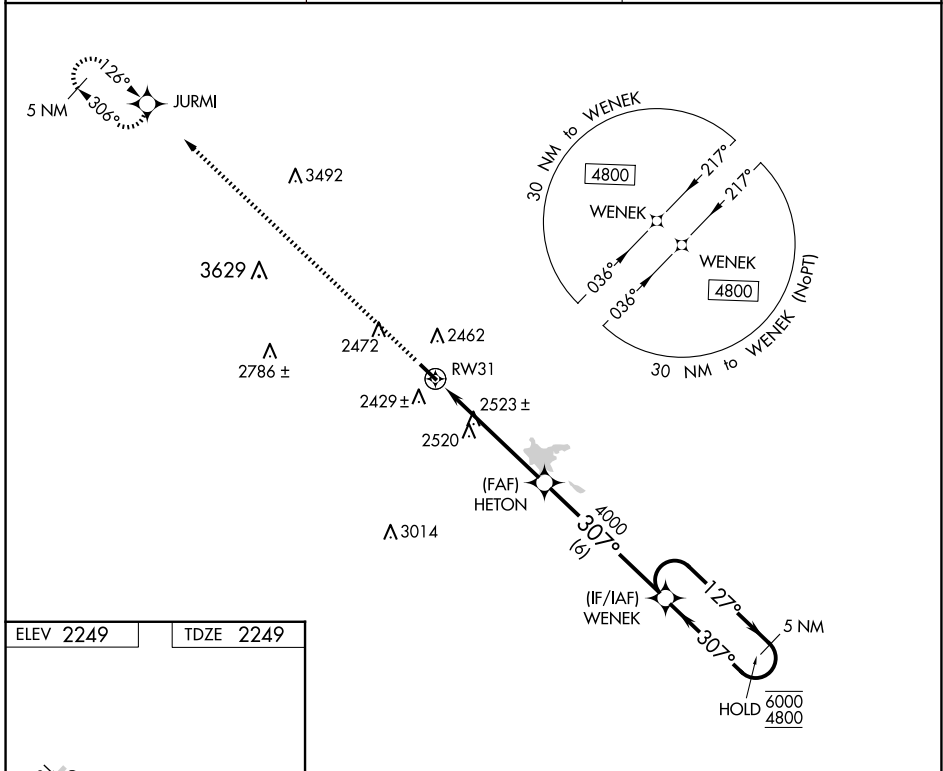 126°
306°
5 NM
JURMI
3492
3629
2472
2462
2786 ±
RW31
2429 ±
2523 ±
2520
(FAF)
HETON
3014
4000
307°
(6)
(IF/IAF)
WENEK
127°
307°
5 NM
HOLD
6000
4800
30 NM to WENEK
4800
217°
217°
WENEK
036°
036°
WENEK
4800
30 NM to WENEK (NoPT)
ELEV 2249
TDZE 2249